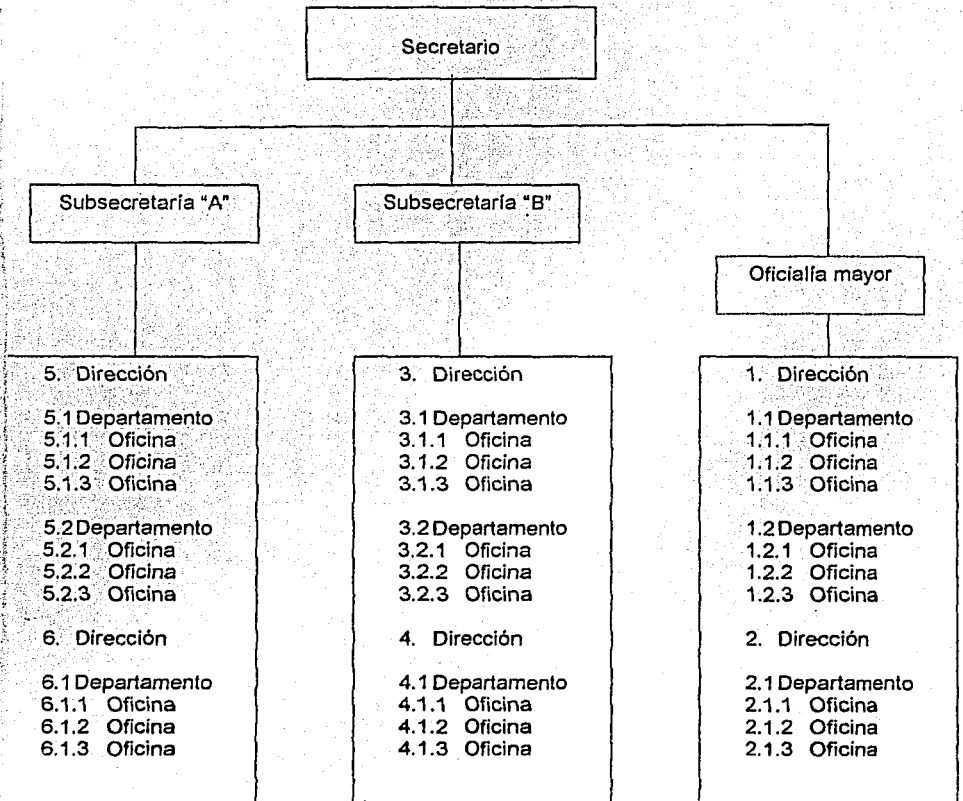 Secretario
Subsecretaría "A"
Subsecretaría "B"
Oficialía mayor
5. Dirección
5.1 Departamento
5.1.1 Oficina
5.1.2 Oficina
5.1.3 Oficina
5.2 Departamento
5.2.1 Oficina
5.2.2 Oficina
5.2.3 Oficina
6. Dirección
6.1 Departamento
6.1.1 Oficina
6.1.2 Oficina
6.1.3 Oficina
3. Dirección
3.1 Departamento
3.1.1 Oficina
3.1.2 Oficina
3.1.3 Oficina
3.2 Departamento
3.2.1 Oficina
3.2.2 Oficina
3.2.3 Oficina
4. Dirección
4.1 Departamento
4.1.1 Oficina
4.1.2 Oficina
4.1.3 Oficina
1. Dirección
1.1 Departamento
1.1.1 Oficina
1.1.2 Oficina
1.1.3 Oficina
1.2 Departamento
1.2.1 Oficina
1.2.2 Oficina
1.2.3 Oficina
2. Dirección
2.1 Departamento
2.1.1 Oficina
2.1.2 Oficina
2.1.3 Oficina